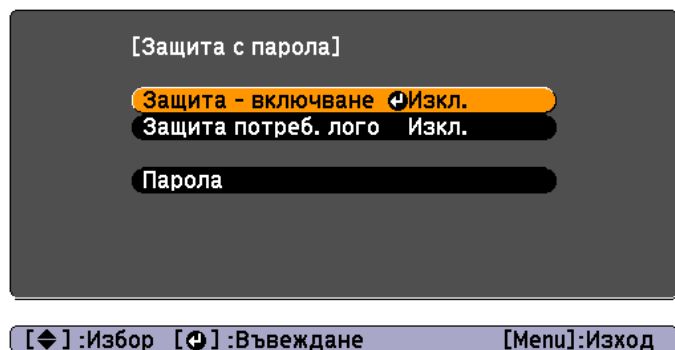 [Защита с парола]
Защита - включване Изкл.
Защита потреб. лого Изкл.
Парола
[◆] :Избор [⏎] :Въвеждане [Menu]:Изход